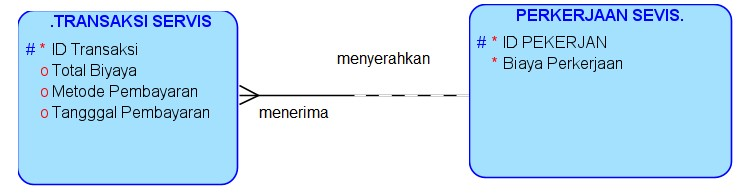 .TRANSAKSI SERVIS
# * ID Transaksi
o Total Biyaya
o Metode Pembayaran
o Tangggal Pembayaran
menyerahkan
menerima
PERKERJAAN SEVIS.
# * ID PEKERJAN
* Biaya Perkerjaan